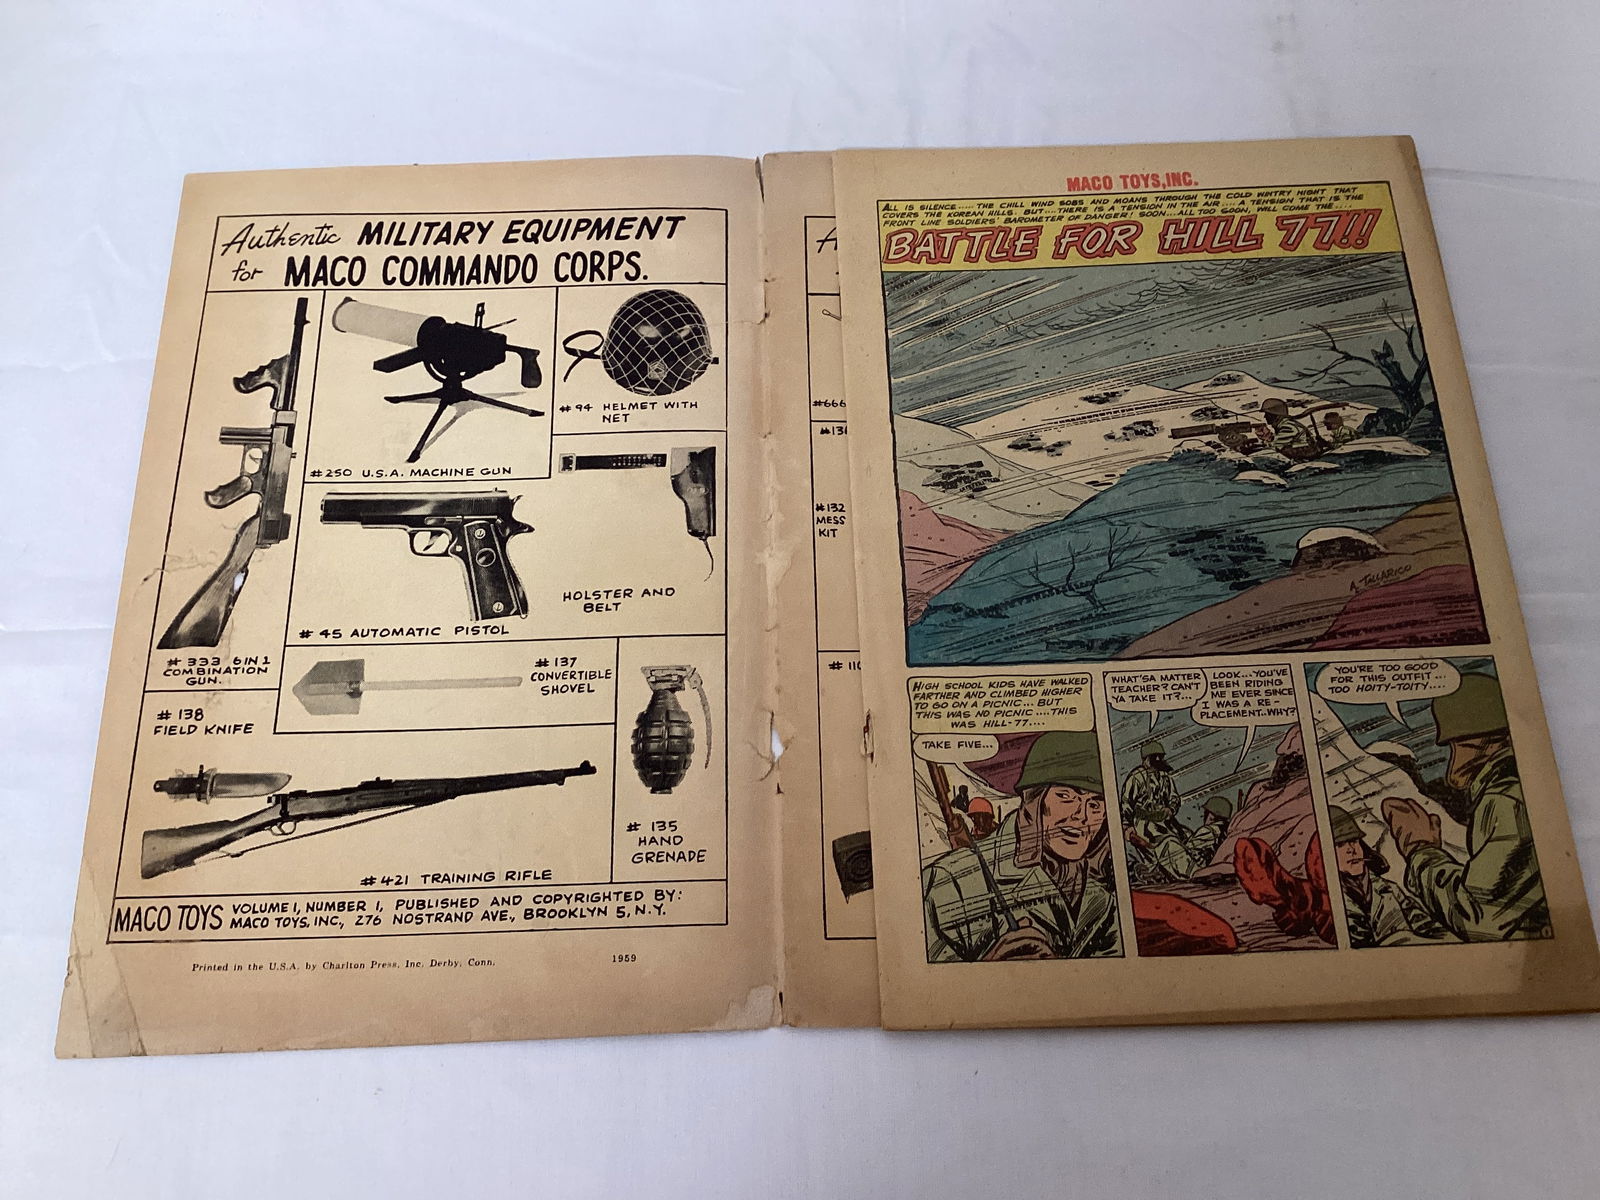 Authentic MILITARY EQUIPMENT
for MACO COMMANDO CORPS.
#94 HELMET WITH
NET
#250 U.S.A. MACHINE GUN
HOLSTER AND
BELT
#45 AUTOMATIC PISTOL
#333 6 IN 1
COMBINATION
GUN.
#137
CONVERTIBLE
SHOVEL
#138
FIELD KNIFE
#135
HAND
GRENADE
#421 TRAINING RIFLE
MACO TOYS VOLUME 1, NUMBER 1, PUBLISHED AND COPYRIGHTED BY:
MACO TOYS, INC., 276 NOSTRAND AVE., BROOKLYN 5, N.Y.
Printed in the U.S.A. by Charlton Press, Inc. Derby, Conn.
1959
#666
#132
MESS
KIT
MACO TOYS, INC.
ALL IS SILENCE..... THE CHILL WIND SOBS AND MOANS THROUGH THE COLD WINTRY NIGHT THAT
COVERS THE KOREAN HILLS. BUT....THERE IS A TENSION IN THE AIR.... A TENSION THAT IS THE
FRONT LINE SOLDIERS' BAROMETER OF DANGER! SOON...ALL TOO SOON, WILL COME THE....
BATTLE FOR HILL 77!!
A. TALLARICO
HIGH SCHOOL KIDS HAVE WALKED
FARTHER AND CLIMBED HIGHER
TO GO ON A PICNIC... BUT
THIS WAS NO PICNIC ....THIS
WAS HILL-77....
TAKE FIVE...
WHAT'SA MATTER
TEACHER? CAN'T
YA TAKE IT?...
LOOK...YOU'VE
BEEN RIDING
ME EVER SINCE
I WAS A RE-
PLACEMENT..WHY?
YOU'RE TOO GOOD
FOR THIS OUTFIT...
TOO HOITY-TOITY....